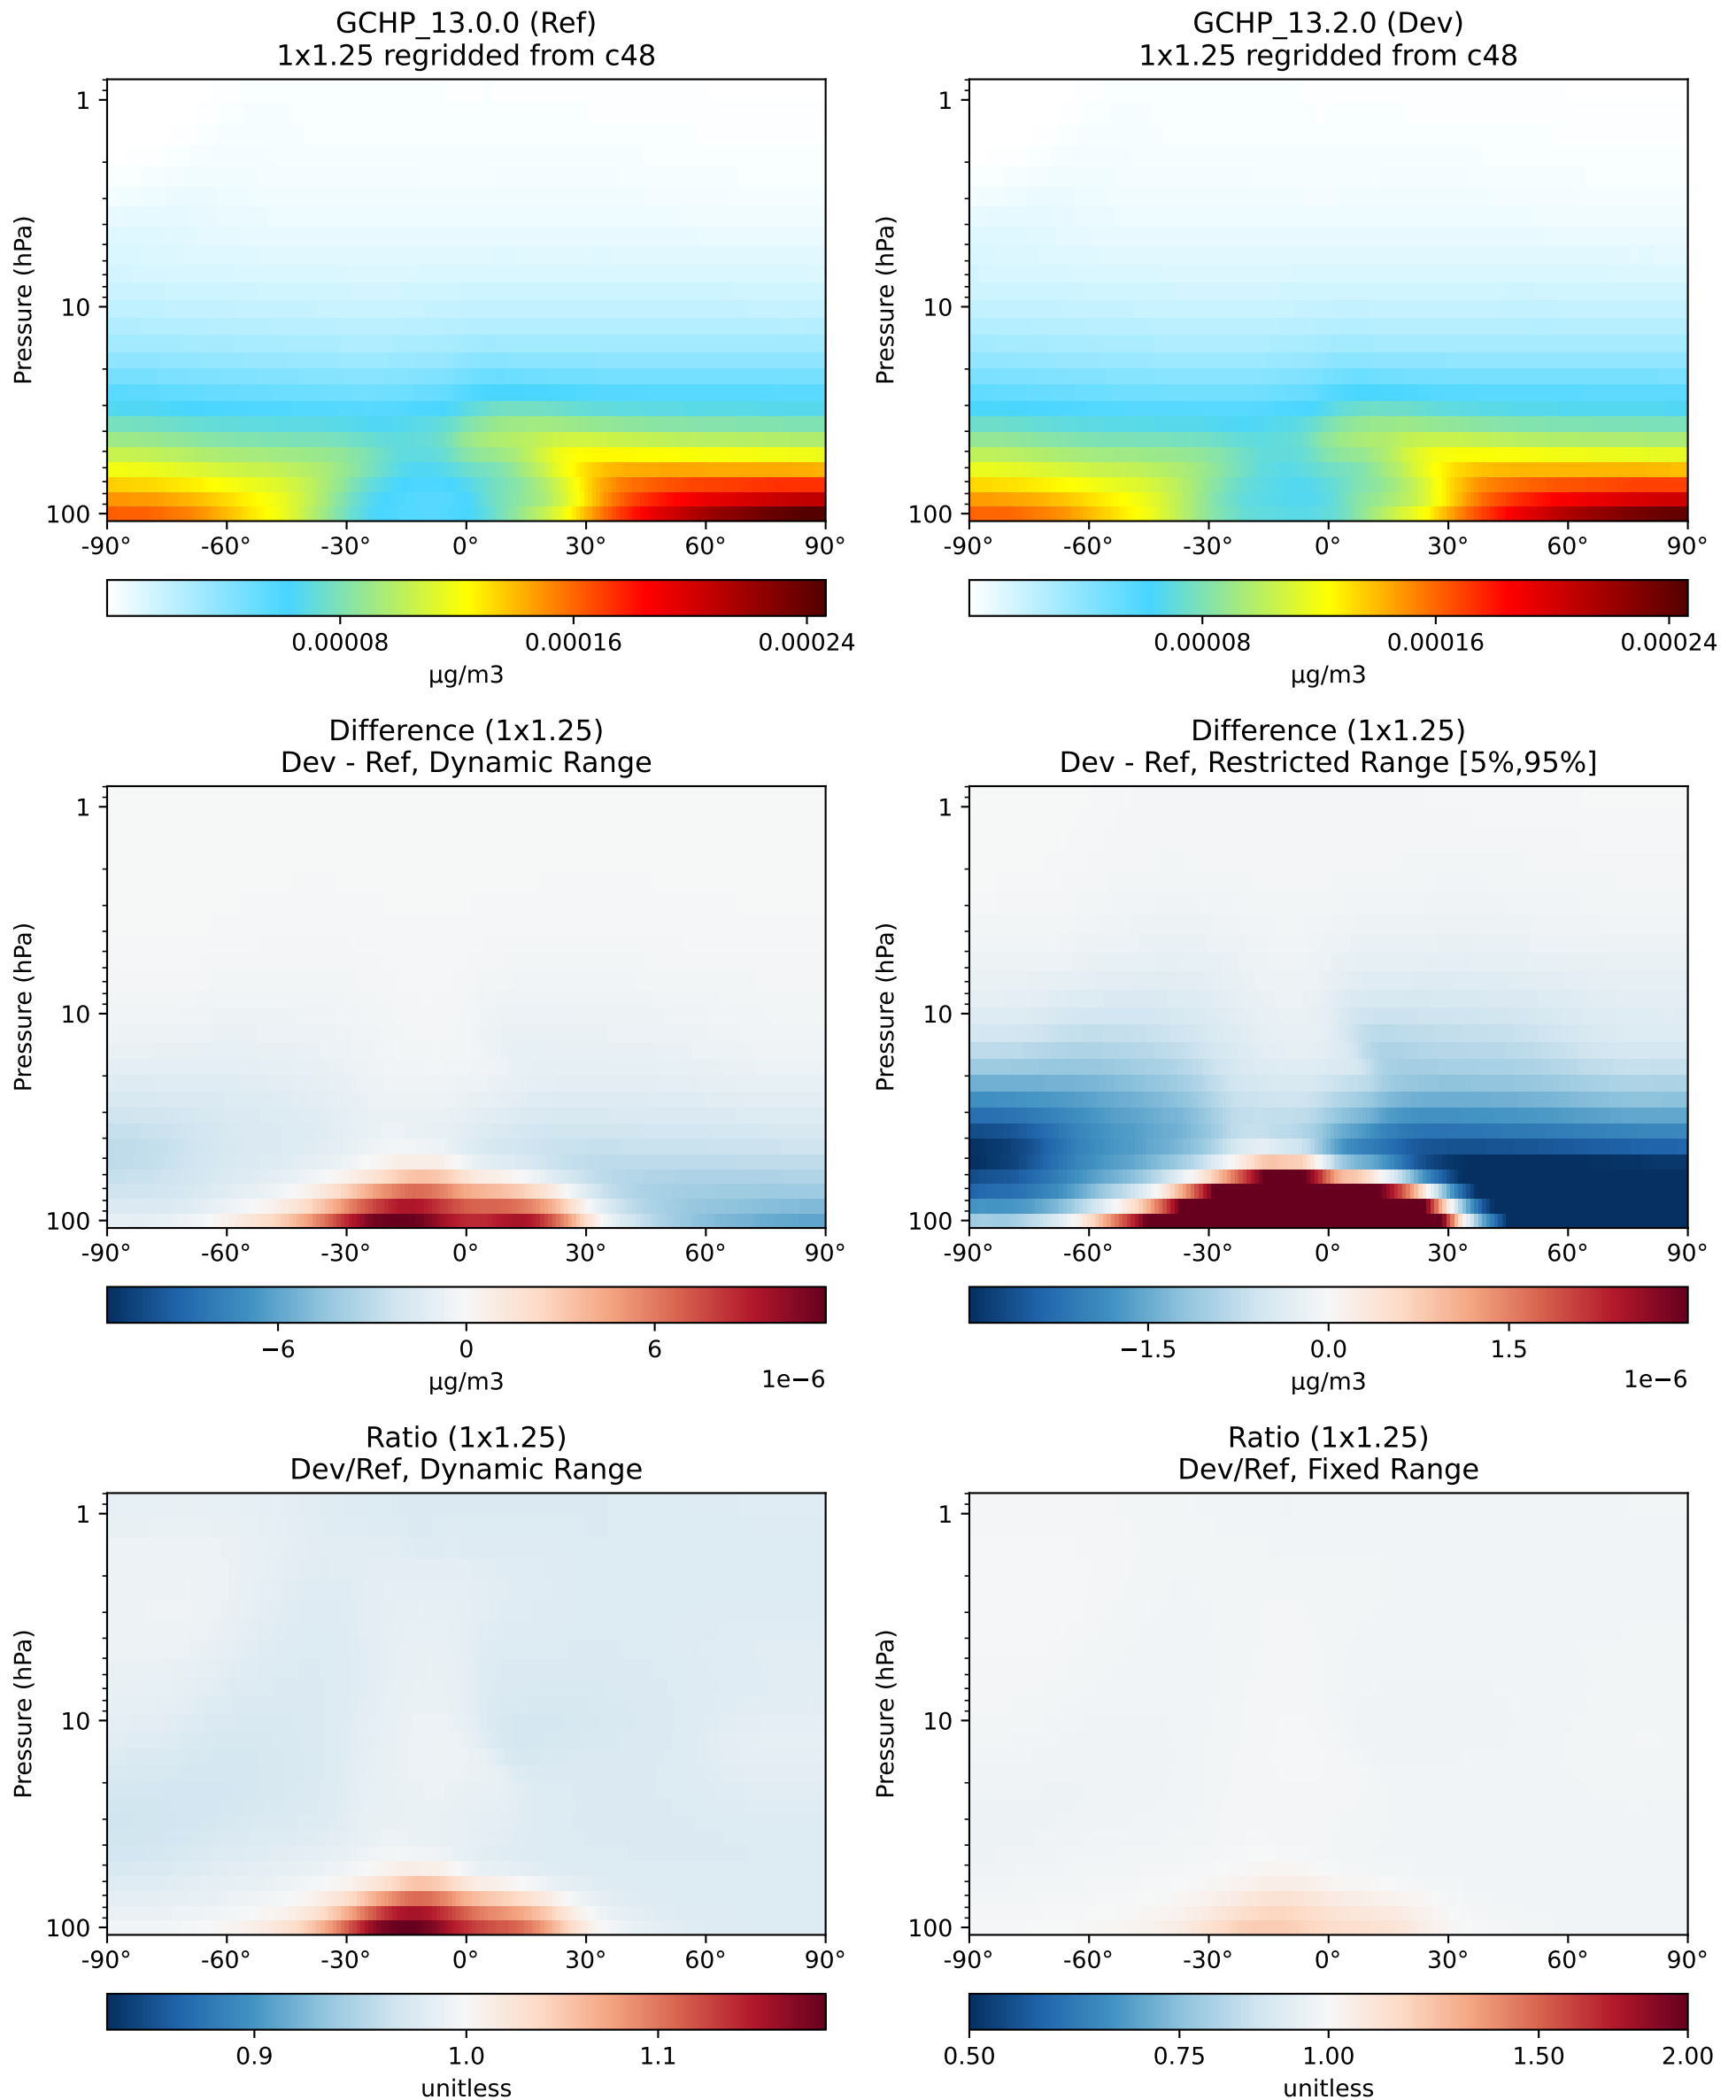 GCHP_13.0.0 (Ref)
1x1.25 regridded from c48
Pressure (hPa)
1
10
100
-90° -60° -30° 0° 30° 60° 90°
0.00008 0.00016 0.00024
μg/m3
GCHP_13.2.0 (Dev)
1x1.25 regridded from c48
Pressure (hPa)
1
10
100
-90° -60° -30° 0° 30° 60° 90°
0.00008 0.00016 0.00024
μg/m3
Difference (1x1.25)
Dev - Ref, Dynamic Range
Pressure (hPa)
1
10
100
-90° -60° -30° 0° 30° 60° 90°
−6 0 6
μg/m3 1e−6
Difference (1x1.25)
Dev - Ref, Restricted Range [5%,95%]
Pressure (hPa)
1
10
100
-90° -60° -30° 0° 30° 60° 90°
−1.5 0.0 1.5
μg/m3 1e−6
Ratio (1x1.25)
Dev/Ref, Dynamic Range
Pressure (hPa)
1
10
100
-90° -60° -30° 0° 30° 60° 90°
0.9 1.0 1.1
unitless
Ratio (1x1.25)
Dev/Ref, Fixed Range
Pressure (hPa)
1
10
100
-90° -60° -30° 0° 30° 60° 90°
0.50 0.75 1.00 1.50 2.00
unitless